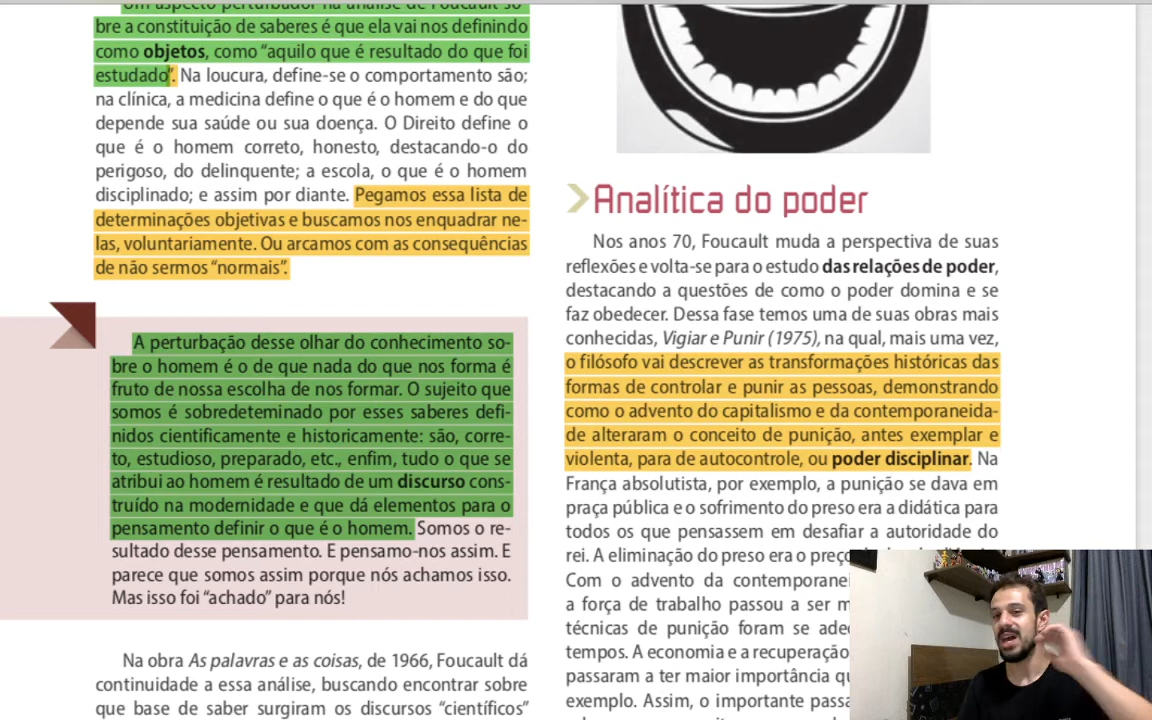 Um aspecto perturbador na análise de Foucault so-
bre a constituição de saberes é que ela vai nos definindo
como objetos, como “aquilo que é resultado do que foi
estudado”. Na loucura, define-se o comportamento são;
na clínica, a medicina define o que é o homem e do que
depende sua saúde ou sua doença. O Direito define o
que é o homem correto, honesto, destacando-o do
perigoso, do delinquente; a escola, o que é o homem
disciplinado; e assim por diante. Pegamos essa lista de
determinações objetivas e buscamos nos enquadrar ne-
las, voluntariamente. Ou arcamos com as consequências
de não sermos “normais”.
A perturbação desse olhar do conhecimento so-
bre o homem é o de que nada do que nos forma é
fruto de nossa escolha de nos formar. O sujeito que
somos é sobredeteminado por esses saberes defi-
nidos cientificamente e historicamente: são, corre-
to, estudioso, preparado, etc., enfim, tudo o que se
atribui ao homem é resultado de um discurso cons-
truído na modernidade e que dá elementos para o
pensamento definir o que é o homem. Somos o re-
sultado desse pensamento. E pensamo-nos assim. E
parece que somos assim porque nós achamos isso.
Mas isso foi “achado” para nós!
Na obra As palavras e as coisas, de 1966, Foucault dá
continuidade a essa análise, buscando encontrar sobre
que base de saber surgiram os discursos “científicos”
Analítica do poder
Nos anos 70, Foucault muda a perspectiva de suas
reflexões e volta-se para o estudo das relações de poder,
destacando a questões de como o poder domina e se
faz obedecer. Dessa fase temos uma de suas obras mais
conhecidas, Vigiar e Punir (1975), na qual, mais uma vez,
o filósofo vai descrever as transformações históricas das
formas de controlar e punir as pessoas, demonstrando
como o advento do capitalismo e da contemporaneida-
de alteraram o conceito de punição, antes exemplar e
violenta, para de autocontrole, ou poder disciplinar. Na
França absolutista, por exemplo, a punição se dava em
praça pública e o sofrimento do preso era a didática para
todos os que pensassem em desafiar a autoridade do
rei. A eliminação do preso era o preço
Com o advento da contemporanei
a força de trabalho passou a ser
técnicas de punição foram se
tempos. A economia e a recuperação
passaram a ter maior importância
exemplo. Assim, o importante